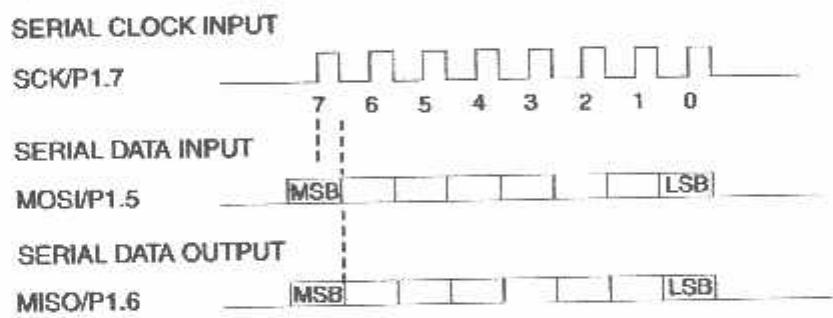 SERIAL CLOCK INPUT
SCK/P1.7
7 6 5 4 3 2 1 0
SERIAL DATA INPUT
MOSI/P1.5
MSB LSB
SERIAL DATA OUTPUT
MISO/P1.6
MSB LSB